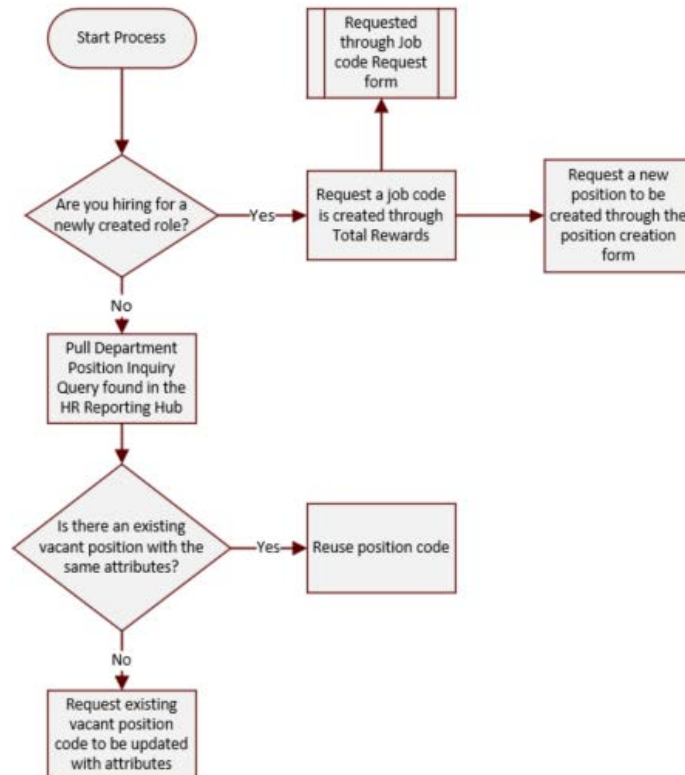 Start Process
Requested
through Job
code Request
form
Are you hiring for a
newly created role?
Yes
Request a job code
is created through
Total Rewards
Request a new
position to be
created through the
position creation
form
No
Pull Department
Position Inquiry
Query found in the
HR Reporting Hub
Is there an existing
vacant position with the
same attributes?
Yes
Reuse position code
No
Request existing
vacant position
code to be updated
with attributes